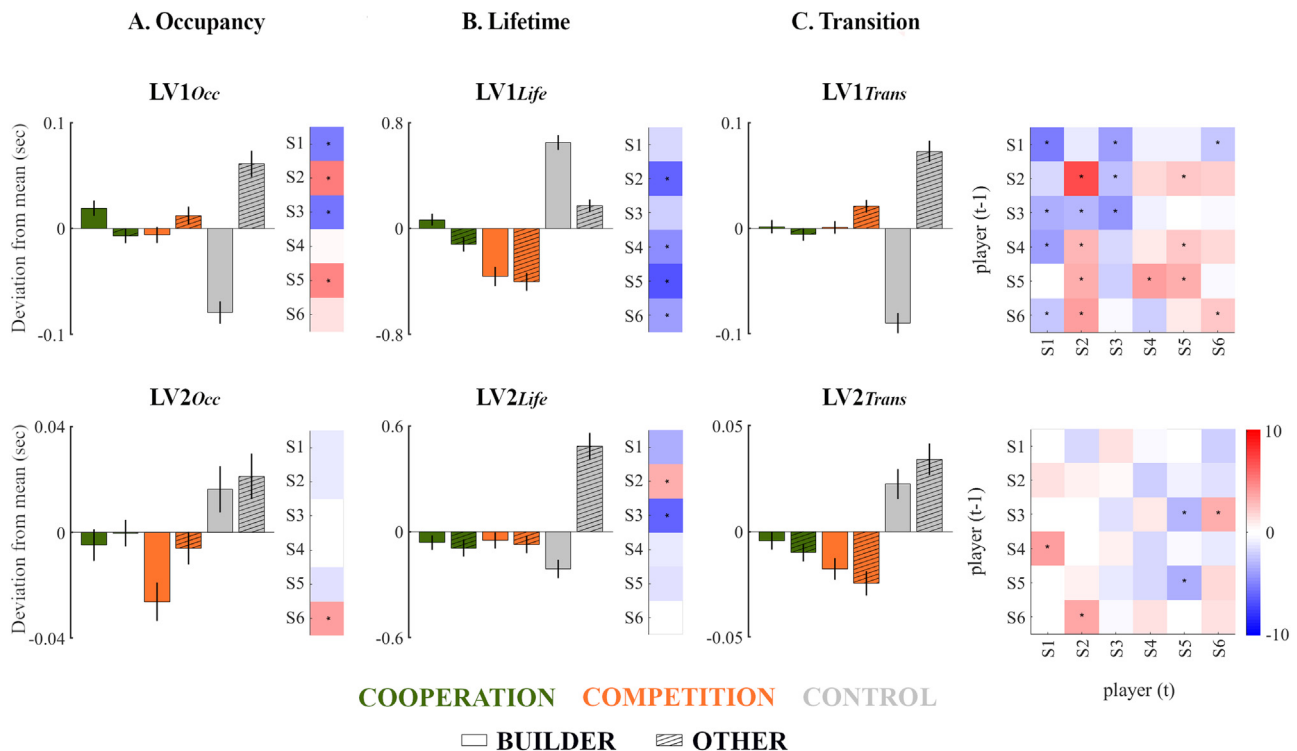 A. Occupancy
B. Lifetime
C. Transition
LV1Occ
LV1Life
LV1Trans
Deviation from mean (sec)
0.1
0
-0.1
S1 *
S2 *
S3 *
S4
S5 *
S6
0.8
0
-0.8
S1
S2 *
S3
S4 *
S5 *
S6 *
0.1
0
-0.1
player (t-1)
S1 * * *
S2 * * *
S3 * * *
S4 * * *
S5 * * *
S6 * * *
S1 S2 S3 S4 S5 S6
LV2Occ
LV2Life
LV2Trans
Deviation from mean (sec)
0.04
0
-0.04
S1
S2
S3
S4
S5
S6 *
0.6
0
-0.6
S1
S2 *
S3 *
S4
S5
S6
0.05
0
-0.05
player (t-1)
S1
S2
S3 * *
S4 *
S5 *
S6 *
S1 S2 S3 S4 S5 S6
player (t)
10
0
-10
COOPERATION COMPETITION CONTROL
BUILDER OTHER